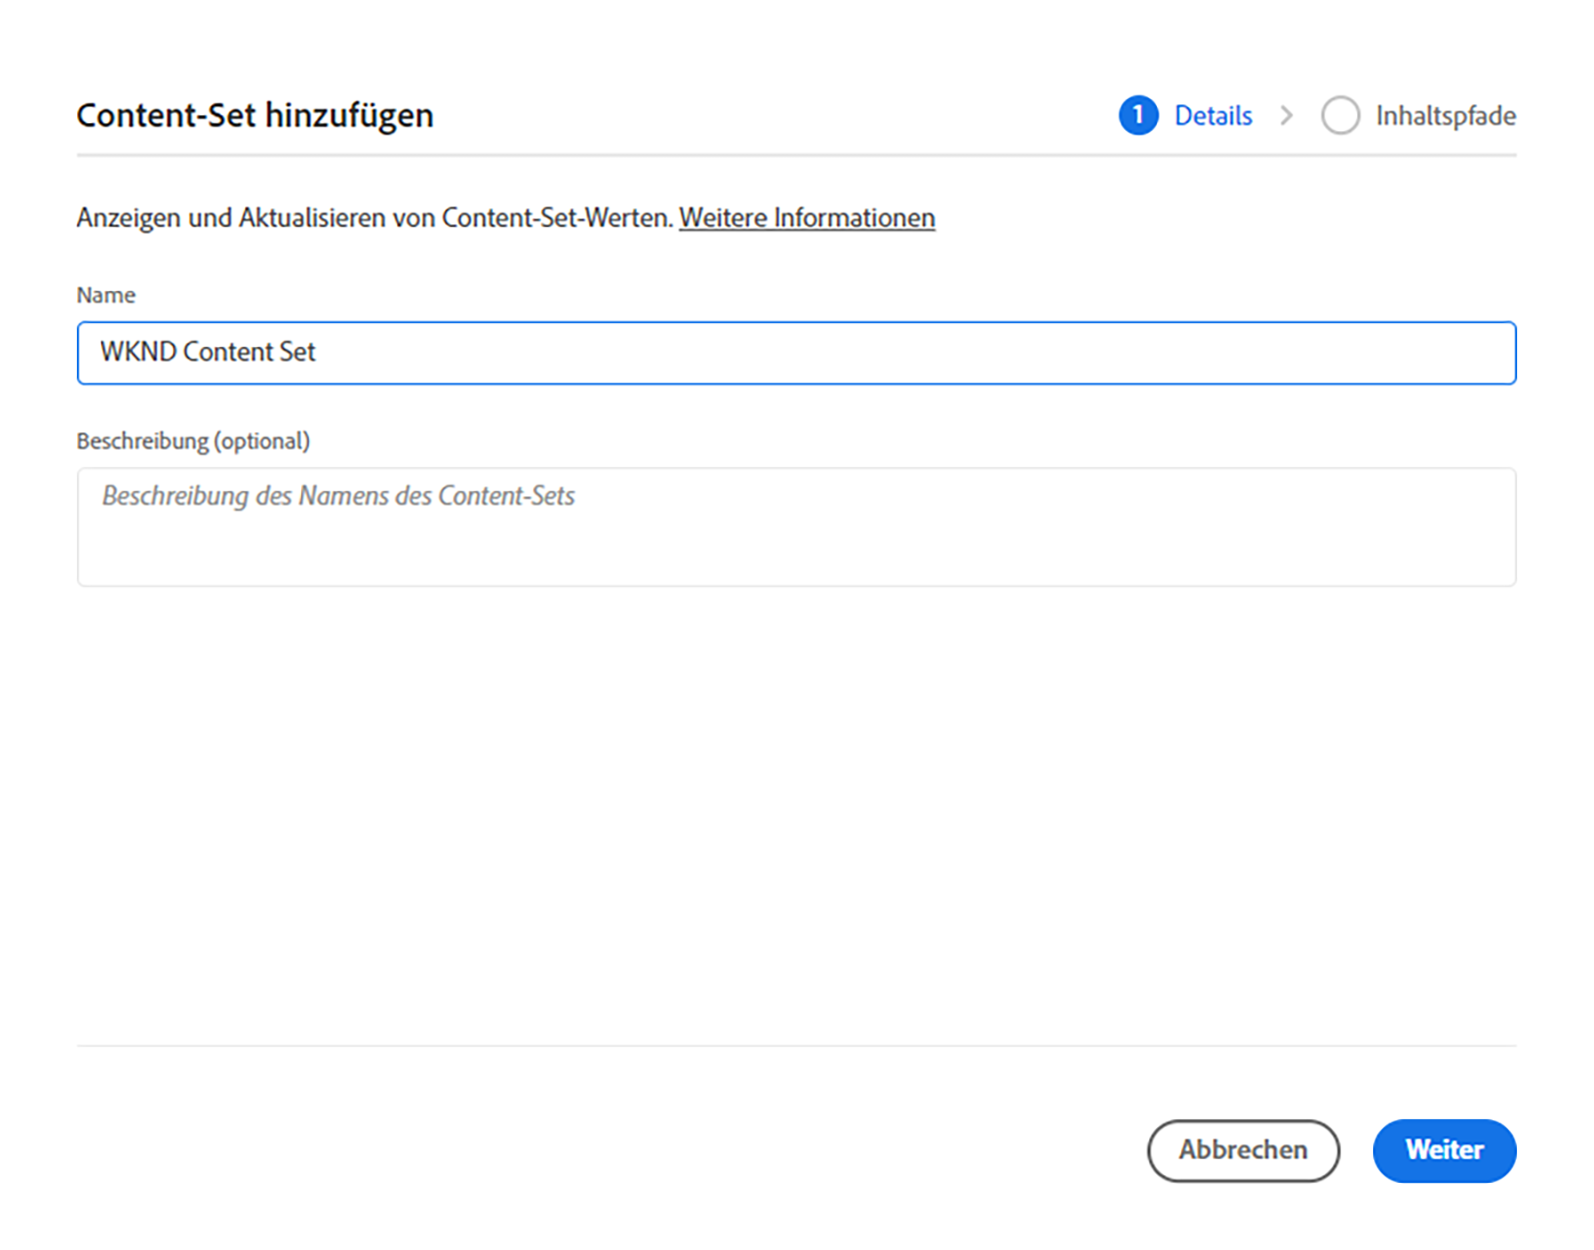 Content-Set hinzufügen
1 Details > Inhaltspfade
Anzeigen und Aktualisieren von Content-Set-Werten. Weitere Informationen
Name
WKND Content Set
Beschreibung (optional)
Beschreibung des Namens des Content-Sets
Abbrechen Weiter